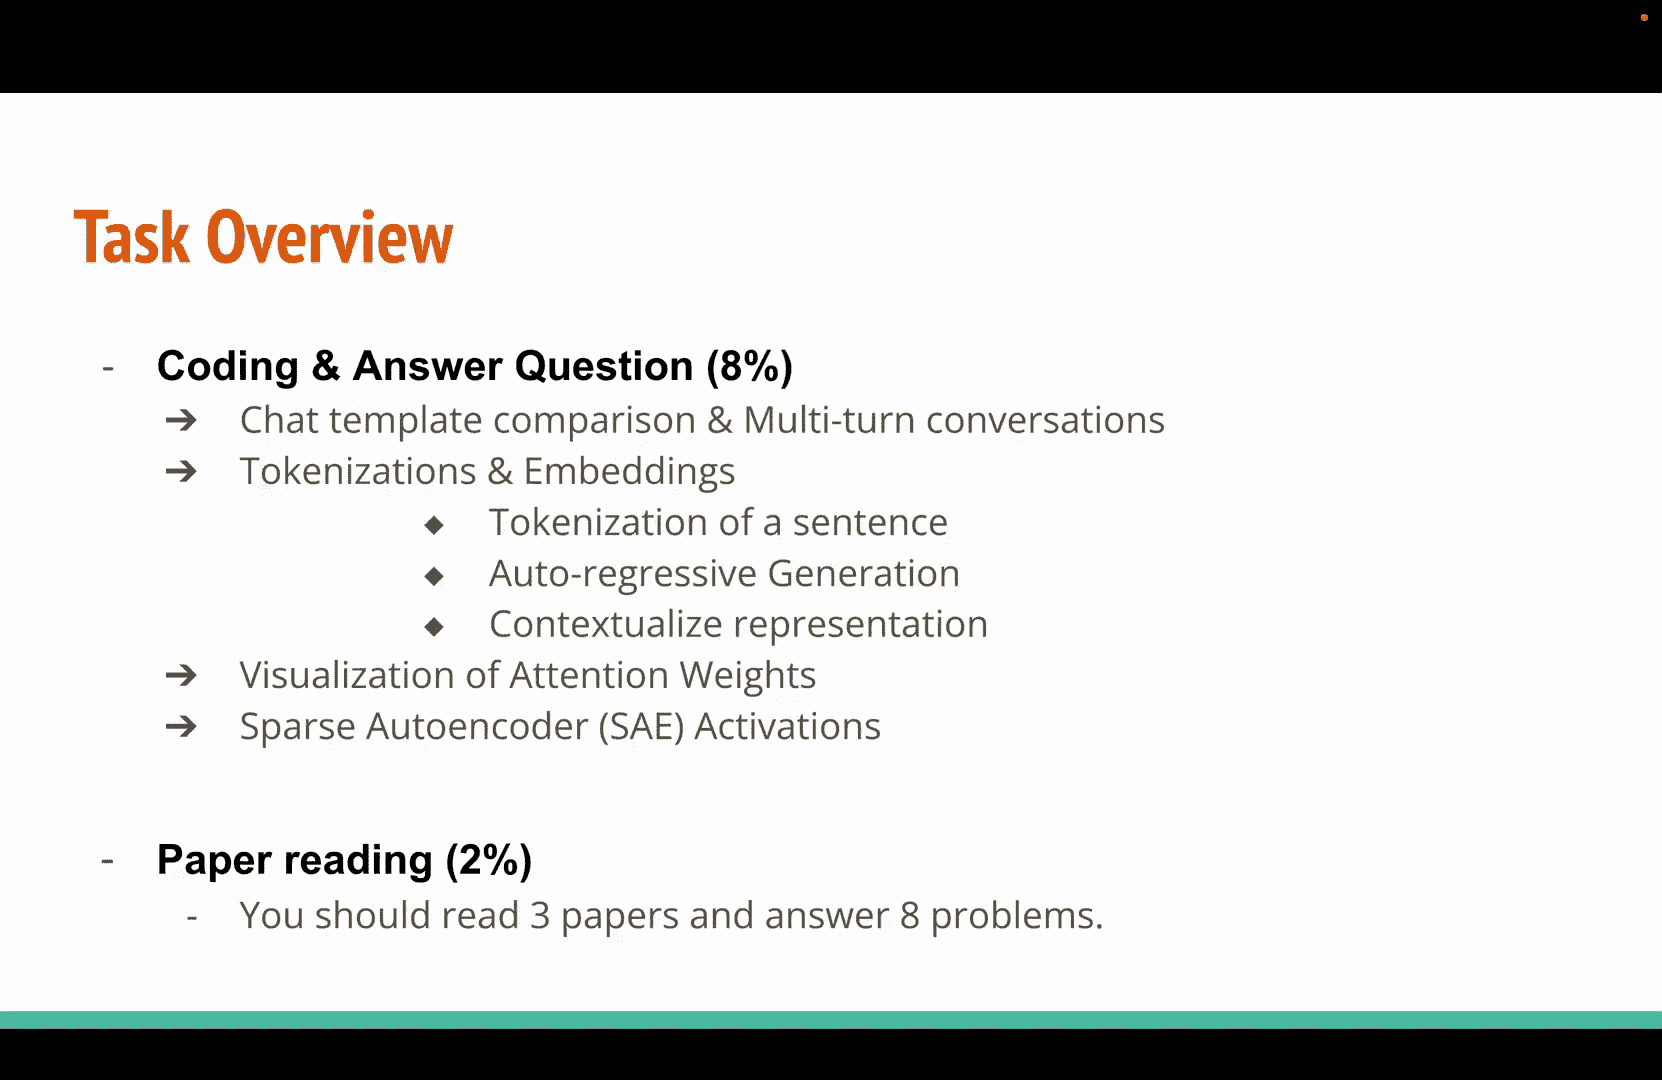 Task Overview
- Coding & Answer Question (8%)
➔ Chat template comparison & Multi-turn conversations
➔ Tokenizations & Embeddings
◆ Tokenization of a sentence
◆ Auto-regressive Generation
◆ Contextualize representation
➔ Visualization of Attention Weights
➔ Sparse Autoencoder (SAE) Activations
- Paper reading (2%)
- You should read 3 papers and answer 8 problems.